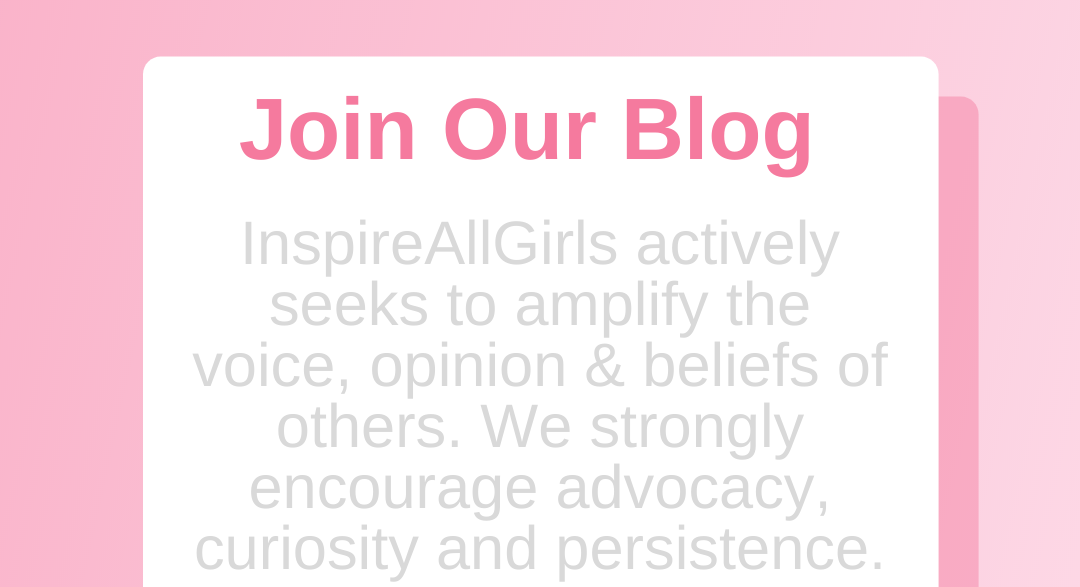 Join Our Blog
InspireAllGirls actively
seeks to amplify the
voice, opinion & beliefs of
others. We strongly
encourage advocacy,
curiosity and persistence.